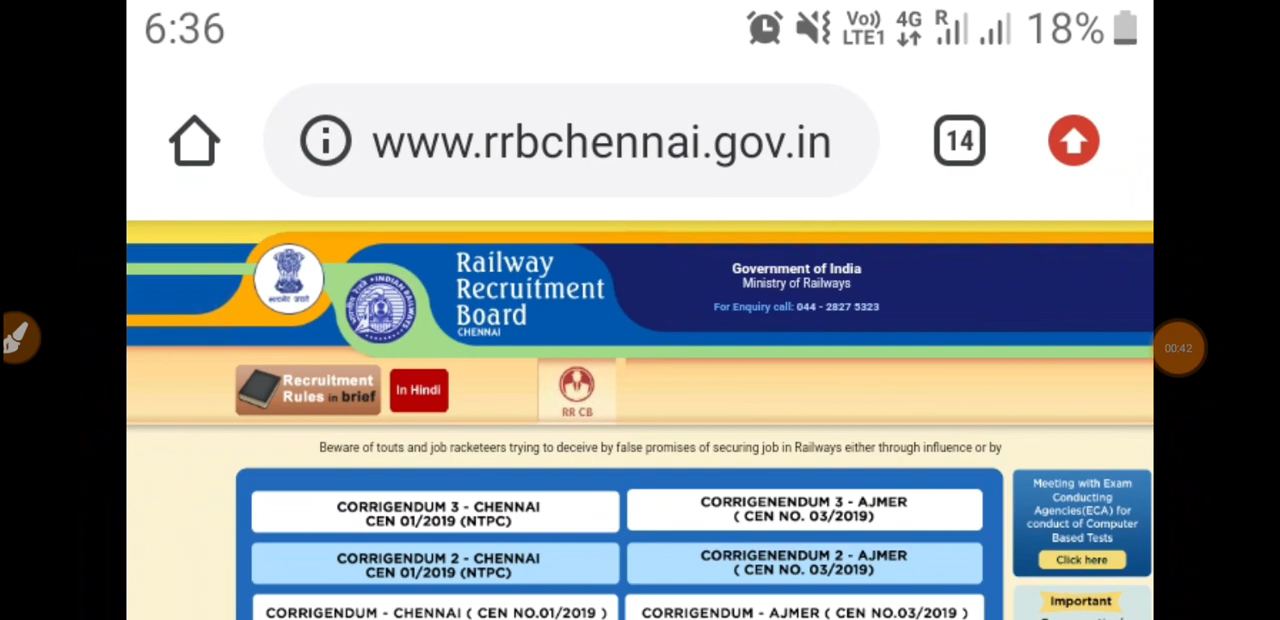 6:36
Vo)) 4G R 18%
LTE1
www.rrbchennai.gov.in
14
Railway
Recruitment
Board
CHENNAI
Government of India
Ministry of Railways
For Enquiry call: 044 - 2827 5323
00:42
Recruitment
Rules in brief
In Hindi
RR CB
Beware of touts and job racketeers trying to deceive by false promises of securing job in Railways either through influence or by
CORRIGENDUM 3 - CHENNAI
CEN 01/2019 (NTPC)
CORRIGENENDUM 3 - AJMER
( CEN NO. 03/2019)
CORRIGENDUM 2 - CHENNAI
CEN 01/2019 (NTPC)
CORRIGENENDUM 2 - AJMER
( CEN NO. 03/2019)
CORRIGENDUM - CHENNAI ( CEN NO.01/2019 )
CORRIGENDUM - AJMER ( CEN NO.03/2019 )
Meeting with Exam
Conducting
Agencies(ECA) for
conduct of Computer
Based Tests
Click here
Important